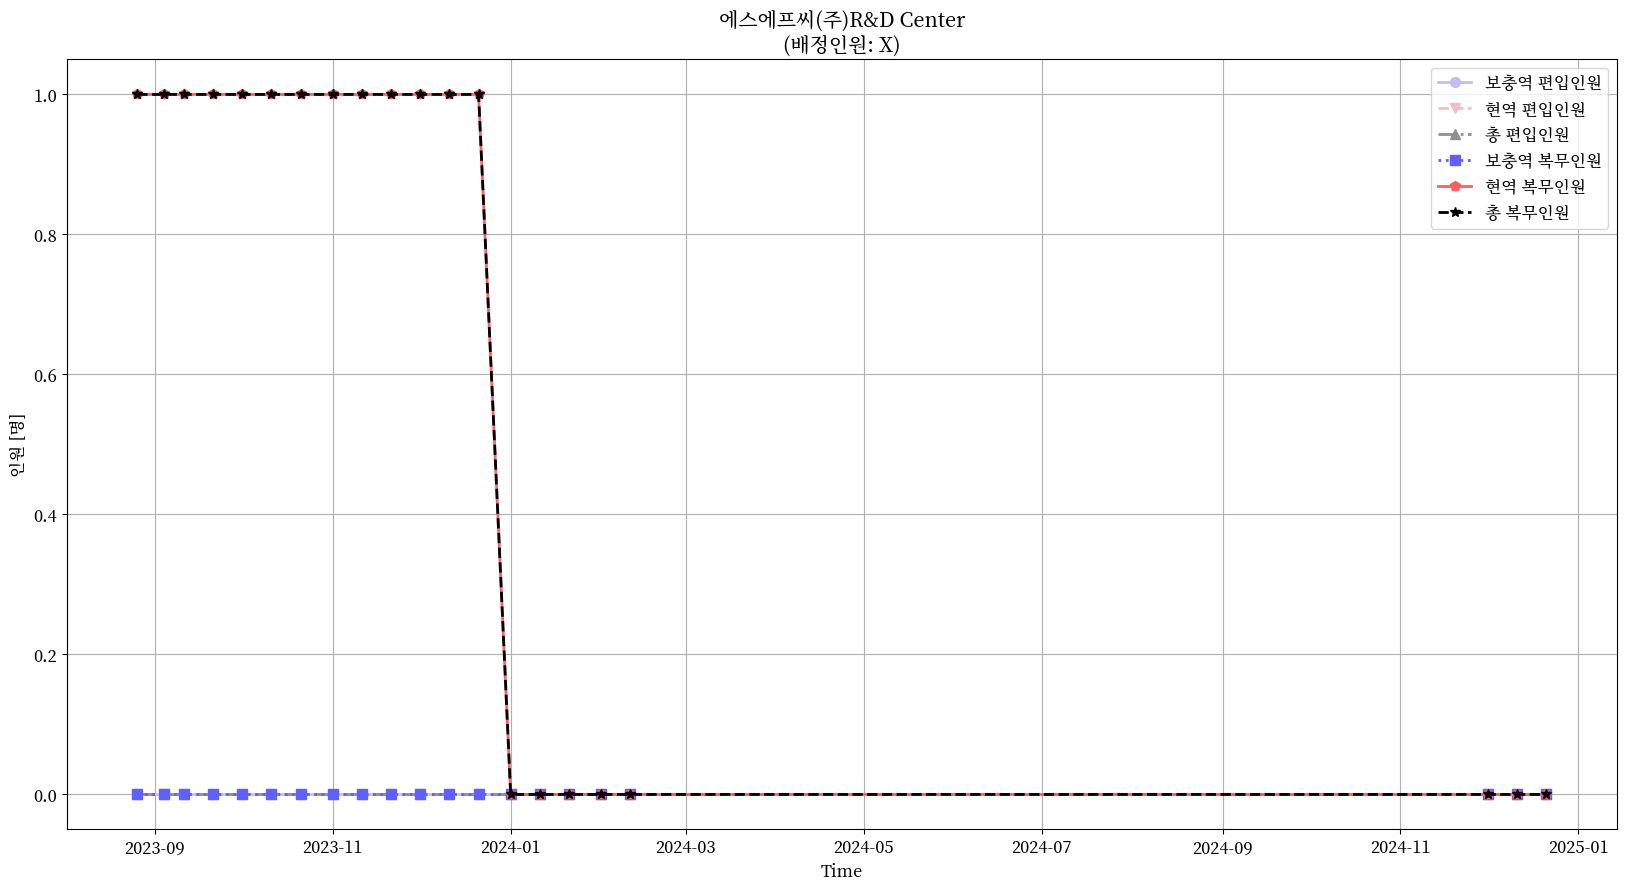 에스에프씨(주)R&D Center
(배정인원: X)
보충역 편입인원
현역 편입인원
총 편입인원
보충역 복무인원
현역 복무인원
총 복무인원
인원 [명]
1.0
0.8
0.6
0.4
0.2
0.0
2023-09
2023-11
2024-01
2024-03
2024-05
2024-07
2024-09
2024-11
2025-01
Time